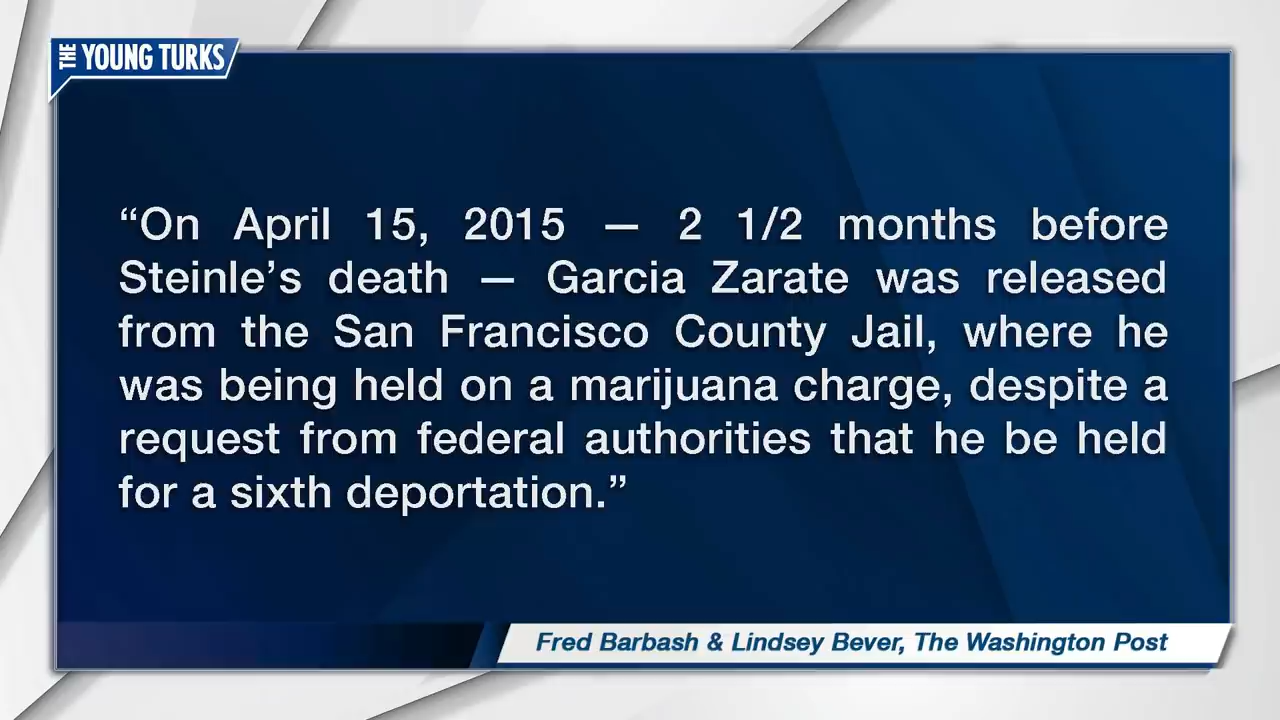 THE YOUNG TURKS
“On April 15, 2015 — 2 1/2 months before
Steinle’s death — Garcia Zarate was released
from the San Francisco County Jail, where he
was being held on a marijuana charge, despite a
request from federal authorities that he be held
for a sixth deportation.”
Fred Barbash & Lindsey Bever, The Washington Post